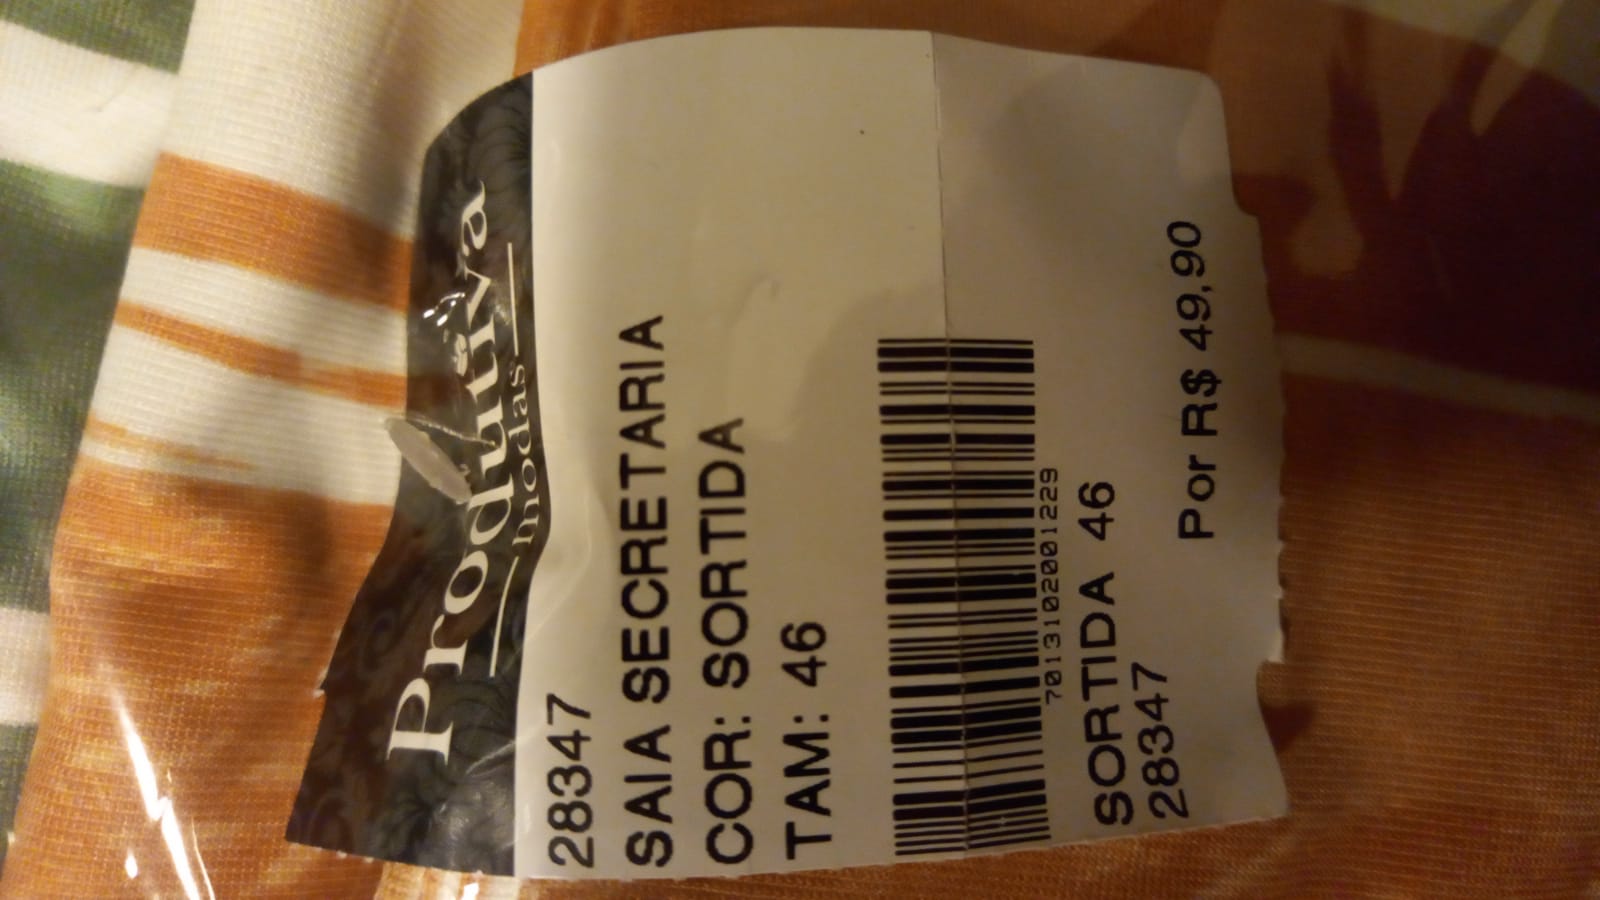 Produtiva
modas
28347
SAIA SECRETARIA
COR: SORTIDA
TAM: 46
7013102001229
SORTIDA 46
28347
Por R$ 49,90